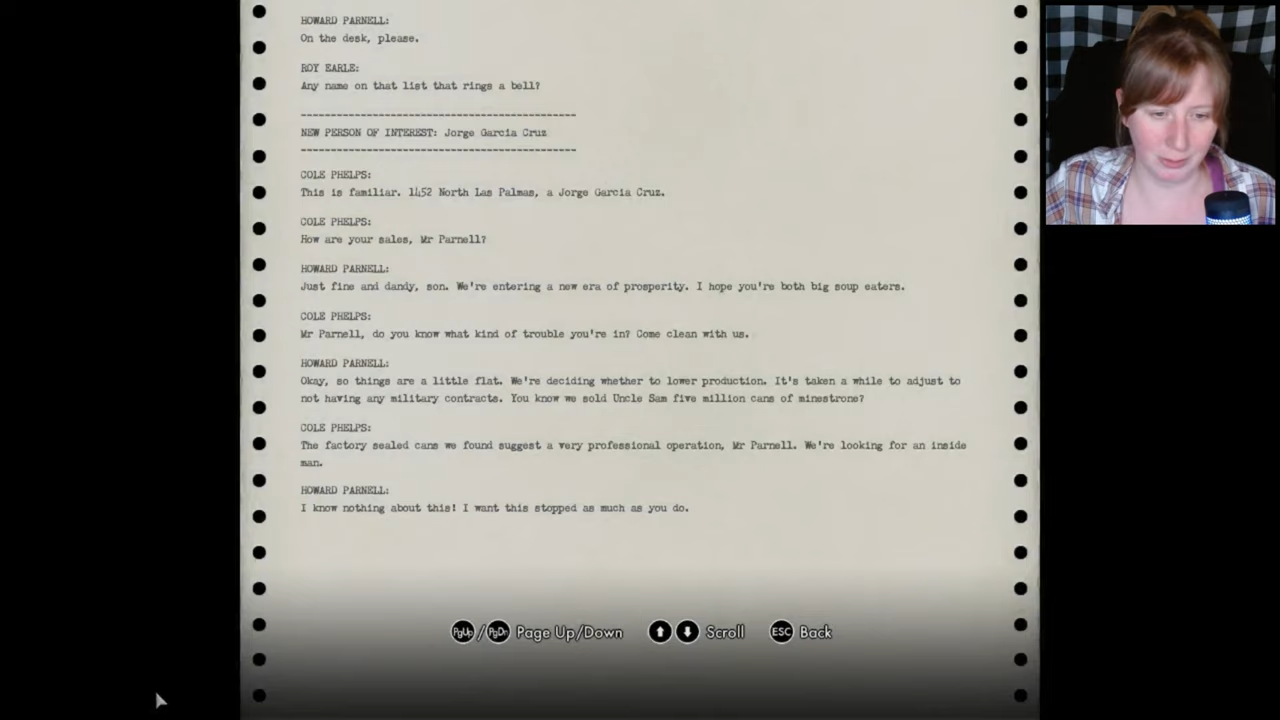 HOWARD PARNELL:
On the desk, please.
ROY EARLE:
Any name on that list that rings a bell?
------------------------------------------------
NEW PERSON OF INTEREST: Jorge Garcia Cruz
------------------------------------------------
COLE PHELPS:
This is familiar. 1452 North Las Palmas, a Jorge Garcia Cruz.
COLE PHELPS:
How are your sales, Mr Parnell?
HOWARD PARNELL:
Just fine and dandy, son. We're entering a new era of prosperity. I hope you're both big soup eaters.
COLE PHELPS:
Mr Parnell, do you know what kind of trouble you're in? Come clean with us.
HOWARD PARNELL:
Okay, so things are a little flat. We're deciding whether to lower production. It's taken a while to adjust to
not having any military contracts. You know we sold Uncle Sam five million cans of minestrone?
COLE PHELPS:
The factory sealed cans we found suggest a very professional operation, Mr Parnell. We're looking for an inside
man.
HOWARD PARNELL:
I know nothing about this! I want this stopped as much as you do.
PgUp/PgDn Page Up/Down Scroll ESC Back